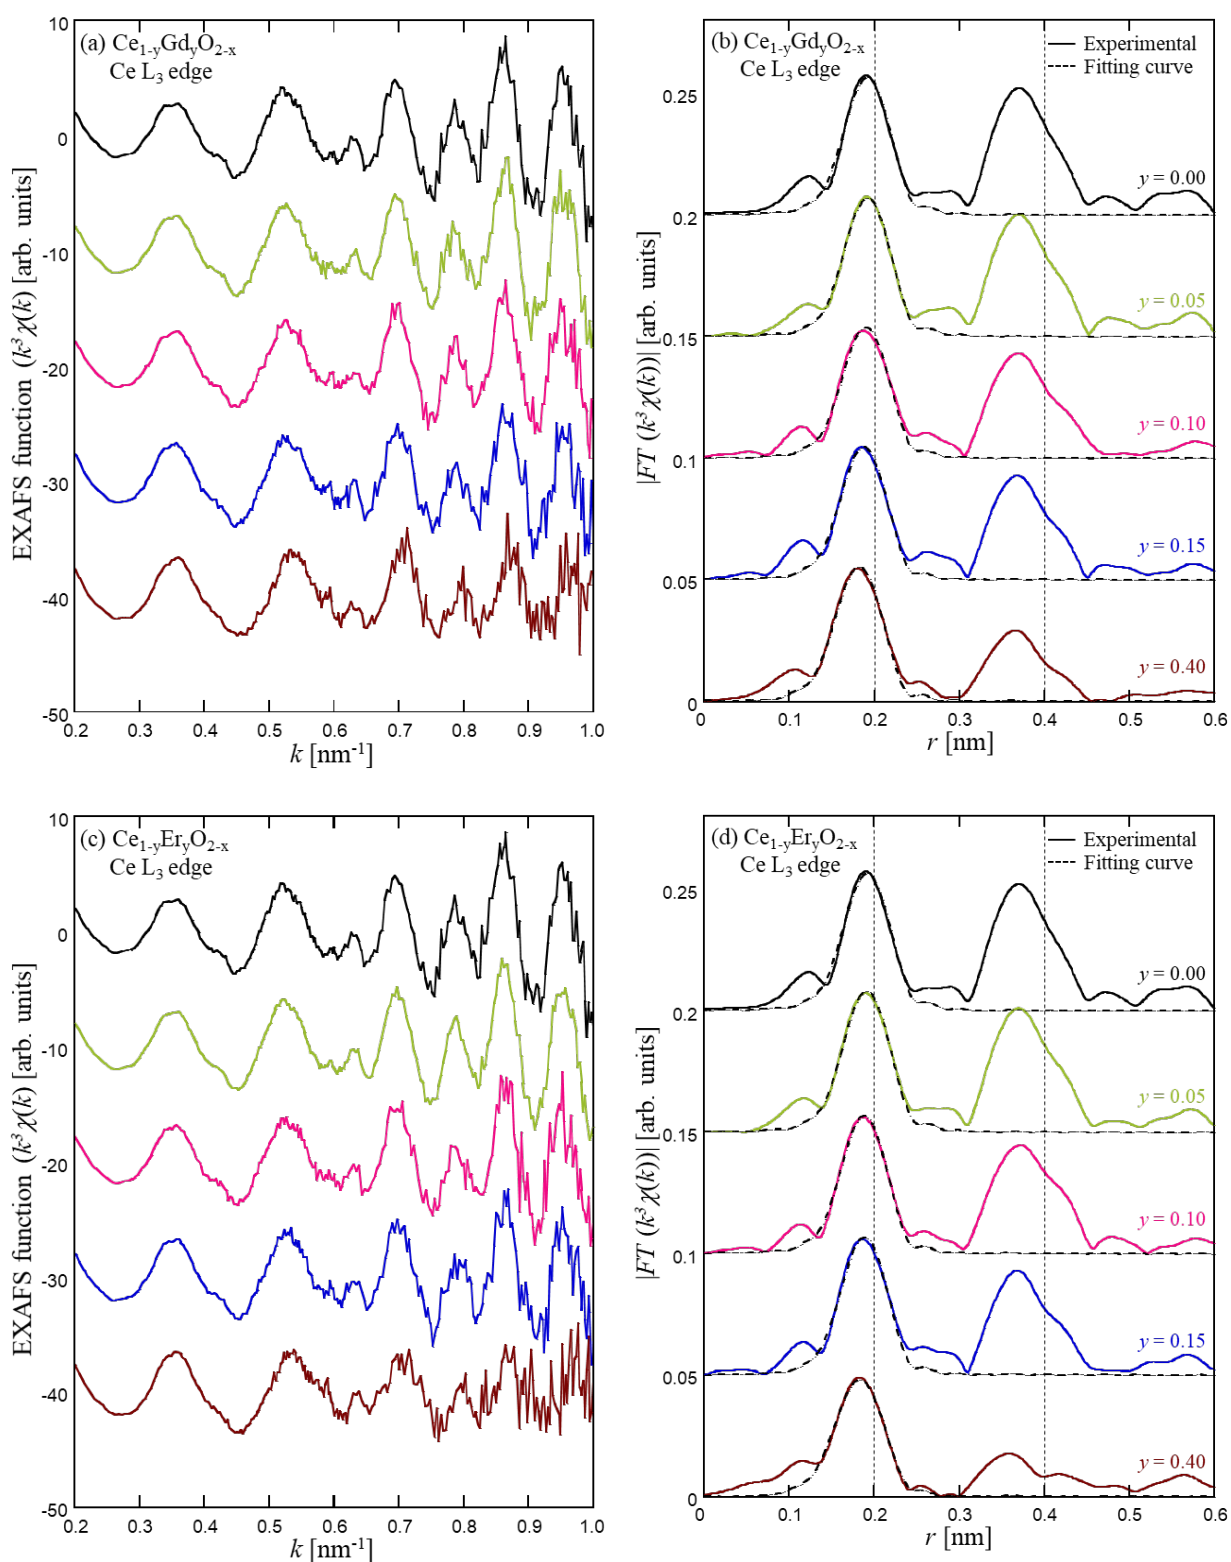 (a) Ce1-yGdyO2-x
Ce L3 edge
EXAFS function (k³χ(k) [arb. units]
10
0
-10
-20
-30
-40
-50
0.2 0.3 0.4 0.5 0.6 0.7 0.8 0.9 1.0
k [nm-1]
(b) Ce1-yGdyO2-x
Ce L3 edge
Experimental
Fitting curve
|FT (k³χ(k))| [arb. units]
0.25
0.2
0.15
0.1
0.05
0
y = 0.00
y = 0.05
y = 0.10
y = 0.15
y = 0.40
0 0.1 0.2 0.3 0.4 0.5 0.6
r [nm]
(c) Ce1-yEryO2-x
Ce L3 edge
EXAFS function (k³χ(k) [arb. units]
10
0
-10
-20
-30
-40
-50
0.2 0.3 0.4 0.5 0.6 0.7 0.8 0.9 1.0
k [nm-1]
(d) Ce1-yEryO2-x
Ce L3 edge
Experimental
Fitting curve
|FT (k³χ(k))| [arb. units]
0.25
0.2
0.15
0.1
0.05
0
y = 0.00
y = 0.05
y = 0.10
y = 0.15
y = 0.40
0 0.1 0.2 0.3 0.4 0.5 0.6
r [nm]